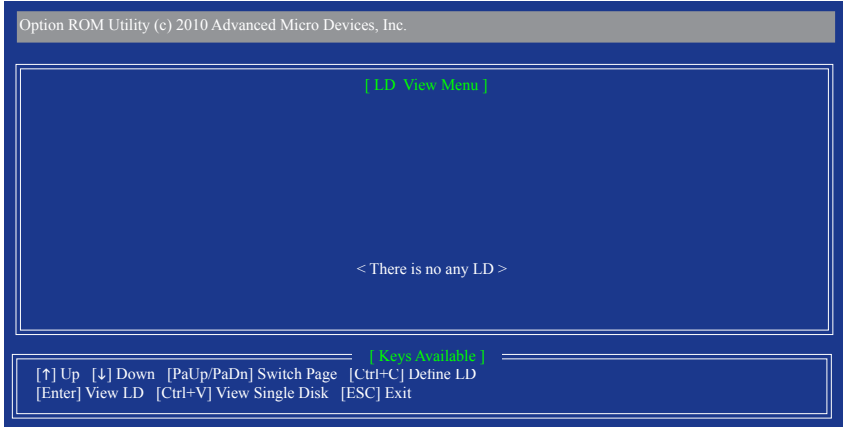 Option ROM Utility (c) 2010 Advanced Micro Devices, Inc.
[ LD View Menu ]
< There is no any LD >
[ Keys Available ]
[↑] Up [↓] Down [PaUp/PaDn] Switch Page [Ctrl+C] Define LD
[Enter] View LD [Ctrl+V] View Single Disk [ESC] Exit